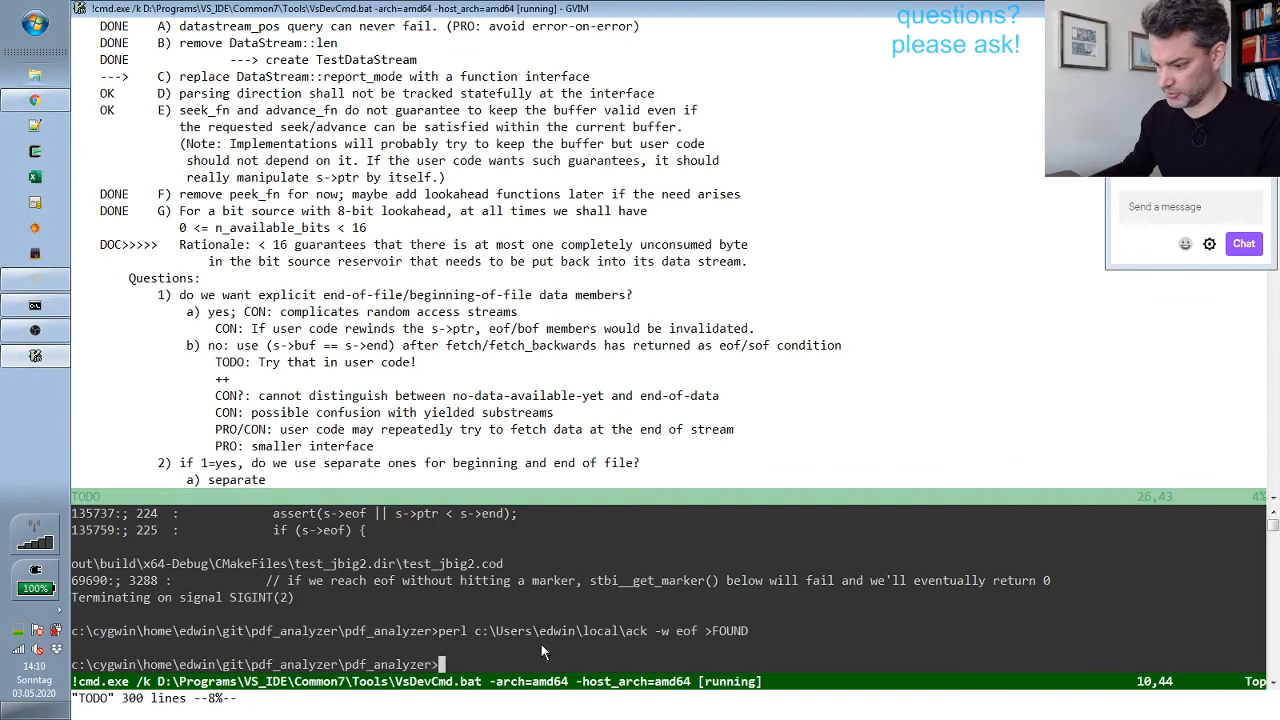 !cmd.exe /k D:\Programs\VS_IDE\Common7\Tools\VsDevCmd.bat -arch=amd64 -host_arch=amd64 [running] - GVIM
questions?
please ask!
DONE A) datastream_pos query can never fail. (PRO: avoid error-on-error)
DONE B) remove DataStream::len
DONE ---> create TestDataStream
---> C) replace DataStream::report_mode with a function interface
OK D) parsing direction shall not be tracked statefully at the interface
OK E) seek_fn and advance_fn do not guarantee to keep the buffer valid even if
the requested seek/advance can be satisfied within the current buffer.
(Note: Implementations will probably try to keep the buffer but user code
should not depend on it. If the user code wants such guarantees, it should
really manipulate s->ptr by itself.)
DONE F) remove peek_fn for now; maybe add lookahead functions later if the need arises
DONE G) For a bit source with 8-bit lookahead, at all times we shall have
0 <= n_available_bits < 16
DOC>>>>> Rationale: < 16 guarantees that there is at most one completely unconsumed byte
in the bit source reservoir that needs to be put back into its data stream.
Questions:
1) do we want explicit end-of-file/beginning-of-file data members?
a) yes; CON: complicates random access streams
CON: If user code rewinds the s->ptr, eof/bof members would be invalidated.
b) no: use (s->buf == s->end) after fetch/fetch_backwards has returned as eof/sof condition
TODO: Try that in user code!
++
CON?: cannot distinguish between no-data-available-yet and end-of-data
CON: possible confusion with yielded substreams
PRO/CON: user code may repeatedly try to fetch data at the end of stream
PRO: smaller interface
2) if 1=yes, do we use separate ones for beginning and end of file?
a) separate
TODO 26,43 4%
135737:; 224 : assert(s->eof || s->ptr < s->end);
135759:; 225 : if (s->eof) {
out\build\x64-Debug\CMakeFiles\test_jbig2.dir\test_jbig2.cod
69690:; 3288 : // if we reach eof without hitting a marker, stbi__get_marker() below will fail and we'll eventually return 0
Terminating on signal SIGINT(2)
c:\cygwin\home\edwin\git\pdf_analyzer\pdf_analyzer>perl c:\Users\edwin\local\ack -w eof >FOUND
c:\cygwin\home\edwin\git\pdf_analyzer\pdf_analyzer>
!cmd.exe /k D:\Programs\VS_IDE\Common7\Tools\VsDevCmd.bat -arch=amd64 -host_arch=amd64 [running] 10,44 Top
"TODO" 300 lines --8%--
Send a message
Chat
100%
14:10
Sonntag
03.05.2020